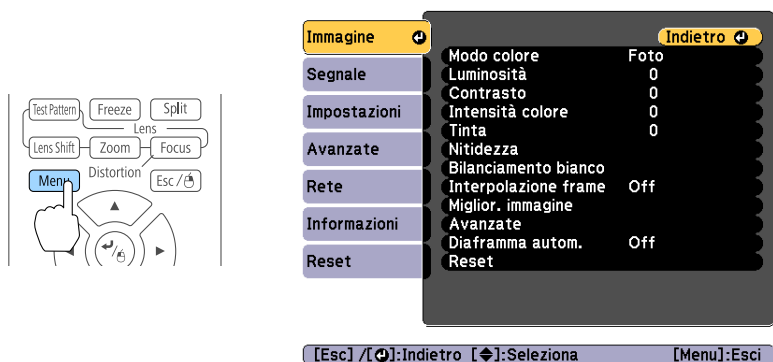 Test Pattern Freeze Split
Lens
Lens Shift Zoom Focus
Distortion
Menu Esc /
Immagine
Segnale
Impostazioni
Avanzate
Rete
Informazioni
Reset
Indietro
Modo colore Foto
Luminosità 0
Contrasto 0
Intensità colore 0
Tinta 0
Nitidezza
Bilanciamento bianco
Interpolazione frame Off
Miglior. immagine
Avanzate
Diaframma autom. Off
Reset
[Esc] /[ ]:Indietro [ ]:Seleziona [Menu]:Esci